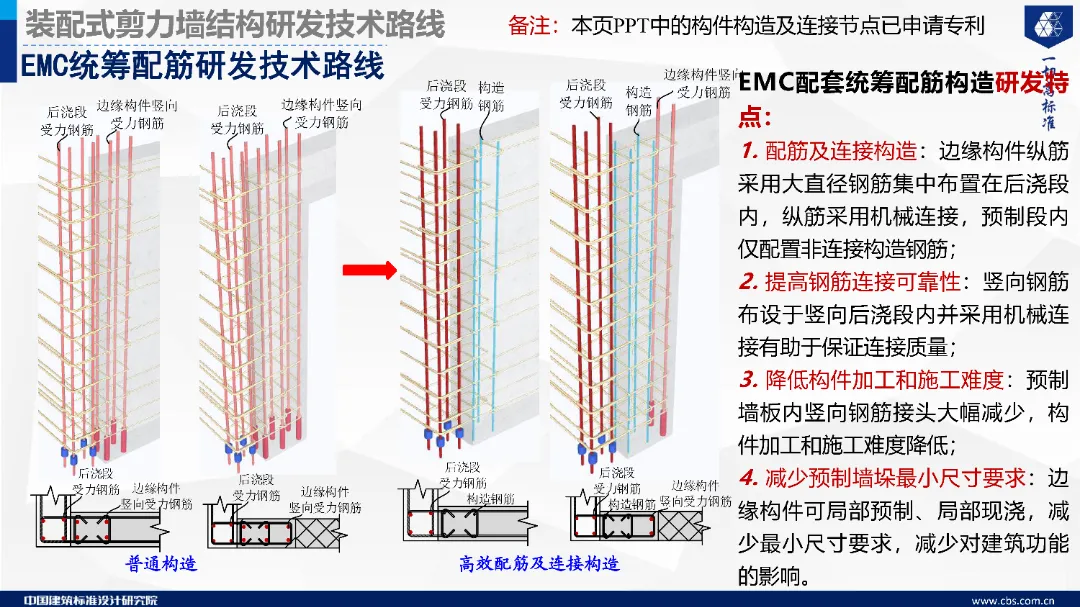 装配式剪力墙结构研发技术路线
备注：本页PPT中的构件构造及连接节点已申请专利
EMC统筹配筋研发技术路线
一切高标准
后浇段
受力钢筋
边缘构件竖向
受力钢筋
后浇段
受力钢筋
边缘构件竖向
受力钢筋
后浇段
受力钢筋
构造
钢筋
后浇段
受力钢筋
构造
钢筋
边缘构件竖向
受力钢筋
后浇段
受力钢筋
边缘构件
竖向受力钢筋
后浇段
受力钢筋
边缘构件
竖向受力钢筋
后浇段
受力钢筋
构造钢筋
后浇段
受力钢筋
构造钢筋
边缘构件
竖向受力钢筋
普通构造
高效配筋及连接构造
EMC配套统筹配筋构造研发特
点：
1. 配筋及连接构造：边缘构件纵筋
采用大直径钢筋集中布置在后浇段
内，纵筋采用机械连接，预制段内
仅配置非连接构造钢筋；
2. 提高钢筋连接可靠性：竖向钢筋
布设于竖向后浇段内并采用机械连
接有助于保证连接质量；
3. 降低构件加工和施工难度：预制
墙板内竖向钢筋接头大幅减少，构
件加工和施工难度降低；
4. 减少预制墙垛最小尺寸要求：边
缘构件可局部预制、局部现浇，减
少最小尺寸要求，减少对建筑功能
的影响。
中国建筑标准设计研究院
www.cbs.com.cn